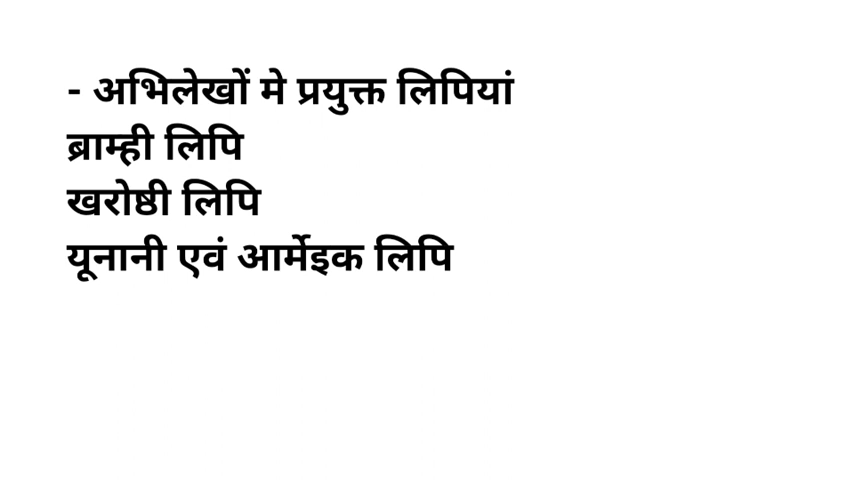 - अभिलेखों मे प्रयुक्त लिपियां
ब्राम्ही लिपि
खरोष्ठी लिपि
यूनानी एवं आर्मेइक लिपि